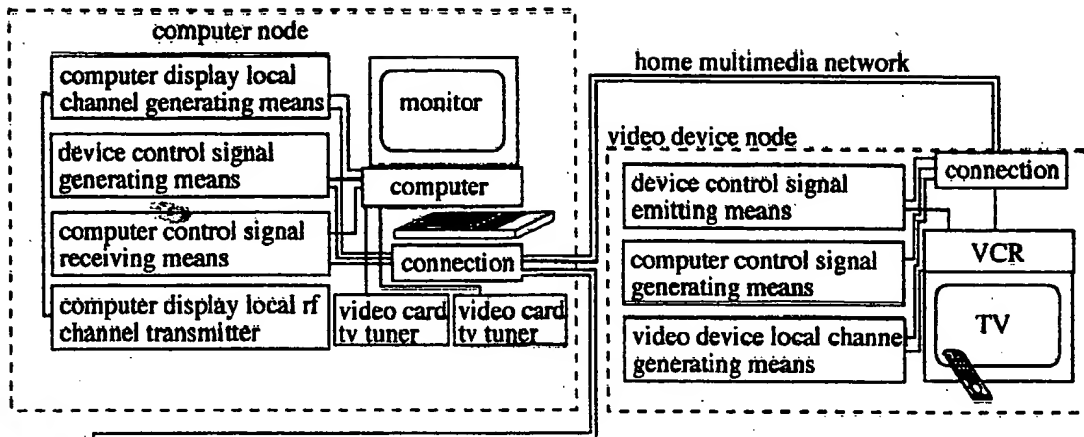 computer node
computer display local
channel generating means
monitor
device control signal
generating means
computer
computer control signal
receiving means
connection
computer display local rf
channel transmitter
video card
tv tuner
video card
tv tuner
home multimedia network
video device node
connection
device control signal
emitting means
computer control signal
generating means
VCR
TV
video device local channel
generating means